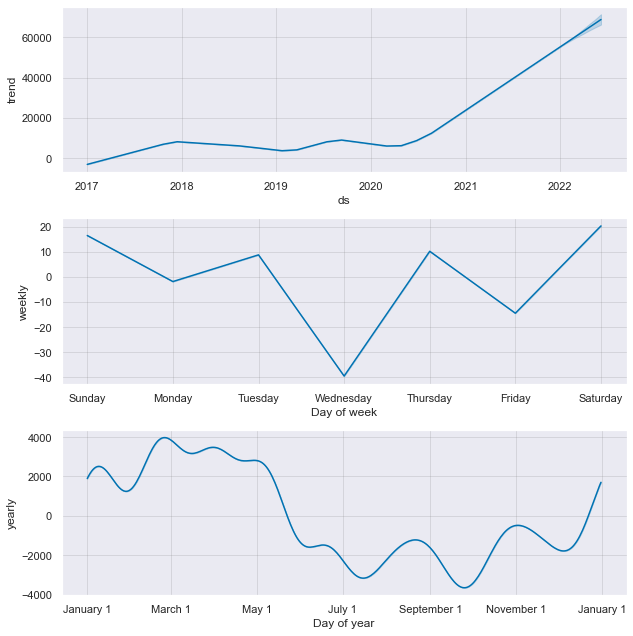 60000
40000
20000
0
trend
2017 2018 2019 2020 2021 2022
ds
20
10
0
−10
−20
−30
−40
weekly
Sunday Monday Tuesday Wednesday Thursday Friday Saturday
Day of week
4000
2000
0
−2000
−4000
yearly
January 1 March 1 May 1 July 1 September 1 November 1 January 1
Day of year